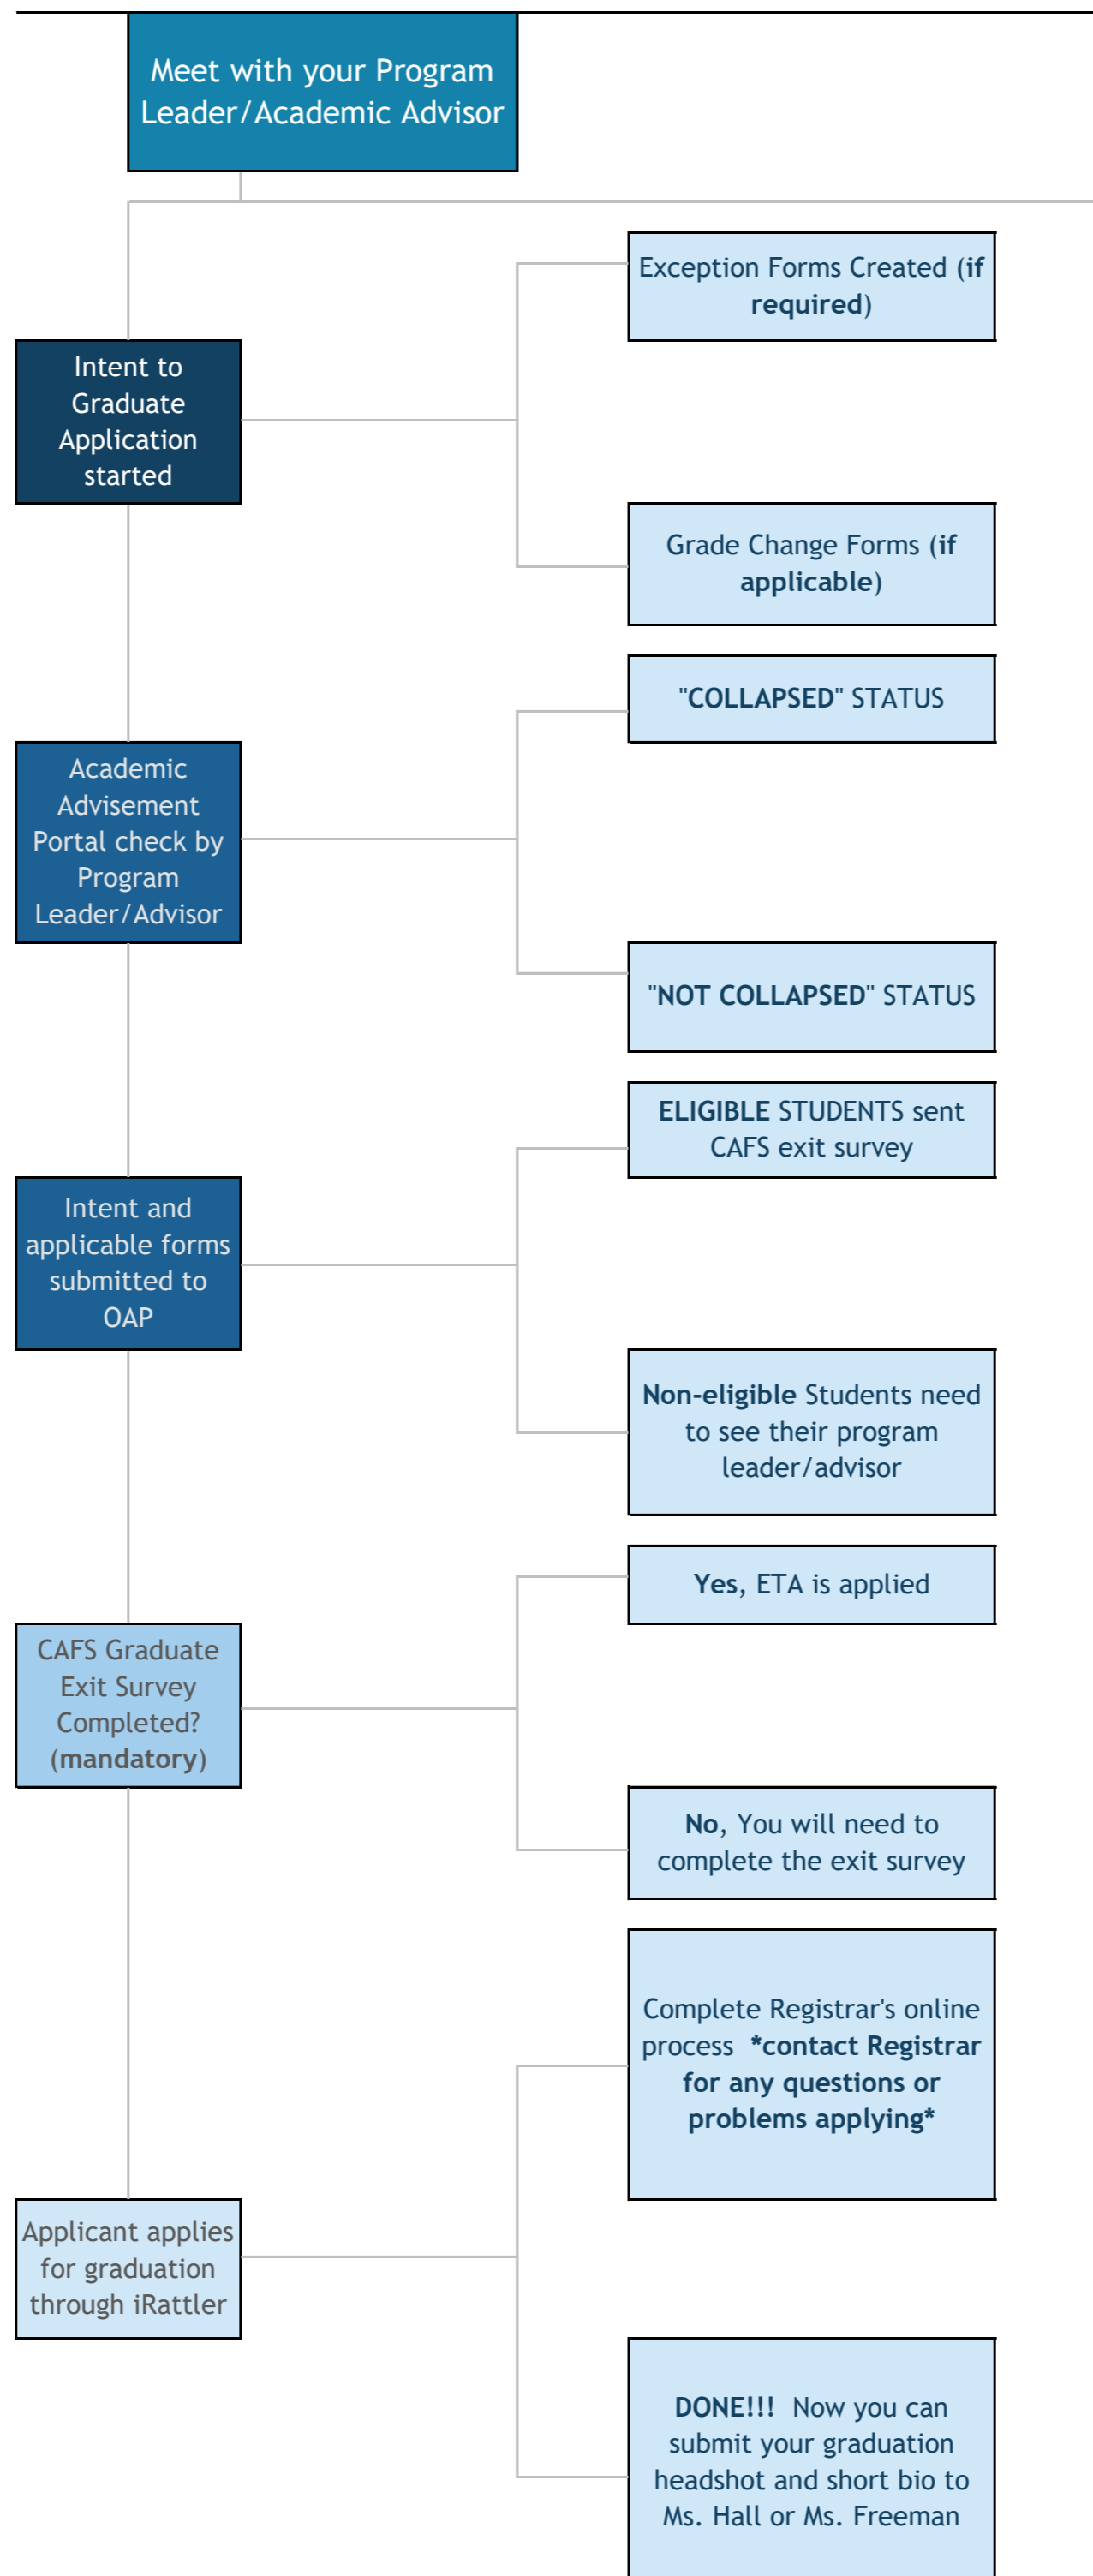 Meet with your Program
Leader/Academic Advisor
Exception Forms Created (if
required)
Intent to
Graduate
Application
started
Grade Change Forms (if
applicable)
"COLLAPSED" STATUS
Academic
Advisement
Portal check by
Program
Leader/Advisor
"NOT COLLAPSED" STATUS
ELIGIBLE STUDENTS sent
CAFS exit survey
Intent and
applicable forms
submitted to
OAP
Non-eligible Students need
to see their program
leader/advisor
Yes, ETA is applied
CAFS Graduate
Exit Survey
Completed?
(mandatory)
No, You will need to
complete the exit survey
Complete Registrar's online
process *contact Registrar
for any questions or
problems applying*
Applicant applies
for graduation
through iRattler
DONE!!! Now you can
submit your graduation
headshot and short bio to
Ms. Hall or Ms. Freeman